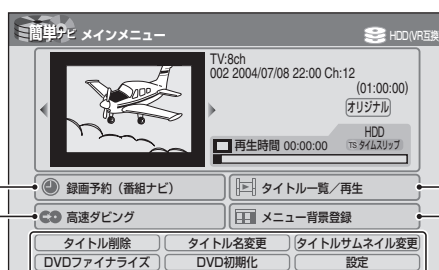 簡単ナビ メインメニュー
HDD(VR互換
TV:8ch
002 2004/07/08 22:00 Ch:12
(01:00:00)
オリジナル
HDD
再生時間 00:00:00 TS タイムスリップ
録画予約(番組ナビ) タイトル一覧/再生
高速ダビング メニュー背景登録
タイトル削除 タイトル名変更 タイトルサムネイル変更
DVDファイナライズ DVD初期化 設定